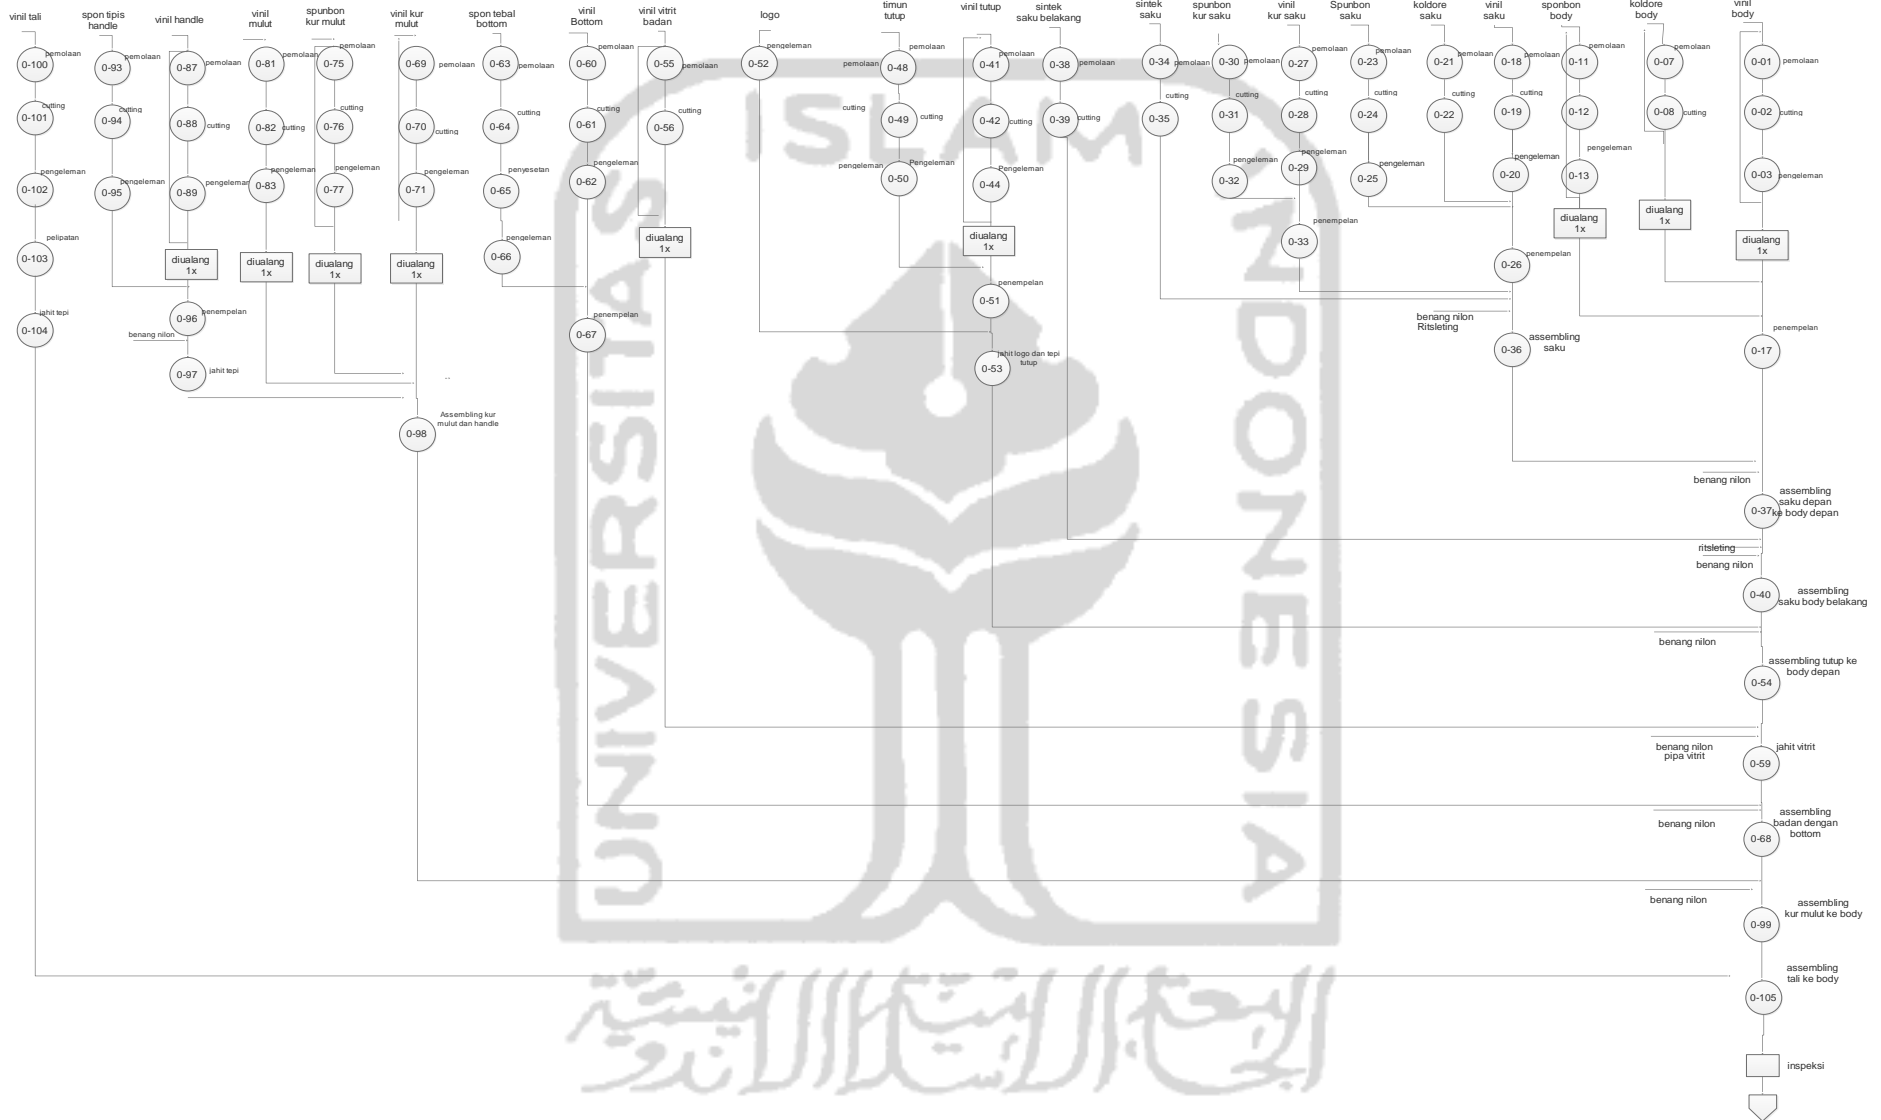 vinil tali
spon tipis
handle
vinil handle
vinil
mulut
spunbon
kur mulut
vinil kur
mulut
spon tebal
bottom
vinil
Bottom
vinil vitrit
badan
logo
timun
tutup
vinil tutup
sintek
saku belakang
sintek
saku
spunbon
kur saku
vinil
kur saku
Spunbon
saku
koldore
saku
vinil
saku
sponbon
body
koldore
body
vinil
body
0-100
pemolaan
0-101
cutting
0-102
pengeleman
0-103
pelipatan
0-104
jahit tepi
0-93
pemolaan
0-94
cutting
0-95
pengeleman
0-87
pemolaan
0-88
cutting
0-89
pengeleman
diualang
1x
0-96
penempelan
benang nilon
0-97
jahit tepi
0-81
pemolaan
0-82
cutting
0-83
pengeleman
diualang
1x
0-75
pemolaan
0-76
cutting
0-77
pengeleman
diualang
1x
0-69
pemolaan
0-70
cutting
0-71
pengeleman
diualang
1x
0-98
Assembling kur
mulut dan handle
0-63
pemolaan
0-64
cutting
0-65
penyesetan
0-66
pengeleman
0-60
pemolaan
0-61
cutting
0-62
pengeleman
0-67
penempelan
0-55
pemolaan
0-56
cutting
diualang
1x
0-52
pengeleman
0-48
pemolaan
pemolaan
0-49
cutting
cutting
0-50
pengeleman
Pengeleman
0-41
pemolaan
0-42
cutting
0-44
Pengeleman
diualang
1x
0-51
penempelan
0-53
jahit logo dan tepi
tutup
0-38
pemolaan
0-39
cutting
0-34
pemolaan
0-35
cutting
0-30
pemolaan
0-31
cutting
0-32
pengeleman
0-27
pemolaan
0-28
cutting
0-29
pengeleman
0-33
penempelan
0-23
pemolaan
0-24
cutting
0-25
pengeleman
0-21
pemolaan
0-22
cutting
0-18
pemolaan
0-19
cutting
0-20
pengeleman
0-26
penempelan
benang nilon
Ritsleting
0-36
assembling
saku
0-11
pemolaan
0-12
cutting
0-13
pengeleman
diualang
1x
0-07
pemolaan
0-08
cutting
diualang
1x
0-01
pemolaan
0-02
cutting
0-03
pengeleman
diualang
1x
0-17
penempelan
benang nilon
0-37
assembling
saku depan
ke body depan
ritsleting
benang nilon
0-40
assembling
saku body belakang
benang nilon
0-54
assembling tutup ke
body depan
benang nilon
pipa vitrit
0-59
jahit vitrit
benang nilon
0-68
assembling
badan dengan
bottom
benang nilon
0-99
assembling
kur mulut ke body
0-105
assembling
tali ke body
inspeksi
ISLAM
UNIVERSITAS
INDONESIA